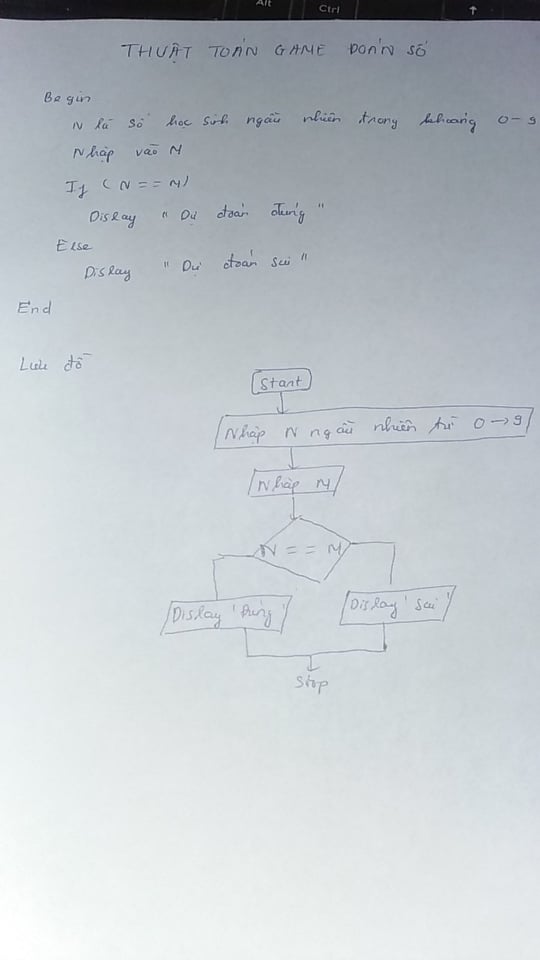 Alt
Ctrl
THUẬT TOÁN GAME ĐOÁN SỐ
Begin
N là số học sinh ngẫu nhiên trong khoảng 0-9
Nhập vào M
If (N == M)
Display "Dự đoán đúng"
Else
Display "Dự đoán sai"
End
Lưu đồ
Start
Nhập N ngẫu nhiên từ 0→9
Nhập M
N == M
Display 'Đúng'
Display 'Sai'
Stop